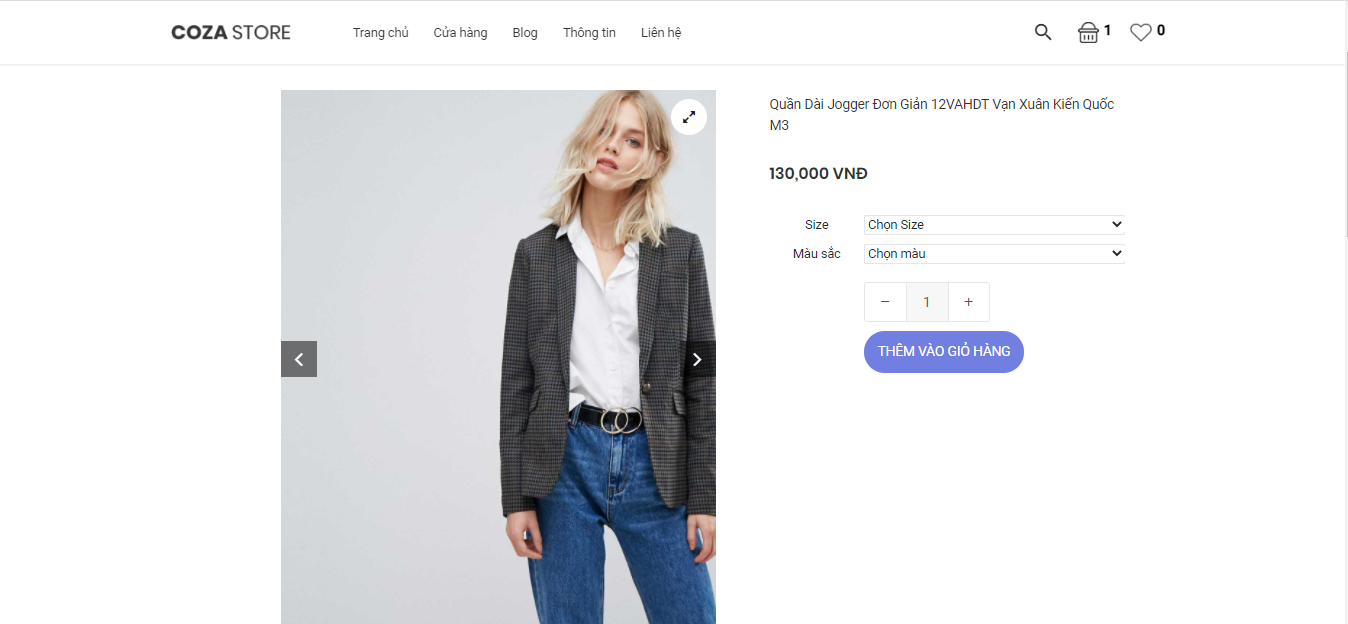 COZA STORE
Trang chủ
Cửa hàng
Blog
Thông tin
Liên hệ
1
0
Quần Dài Jogger Đơn Giản 12VAHDT Vạn Xuân Kiến Quốc
M3
130,000 VNĐ
Size
Chọn Size
Màu sắc
Chọn màu
− 1 +
THÊM VÀO GIỎ HÀNG